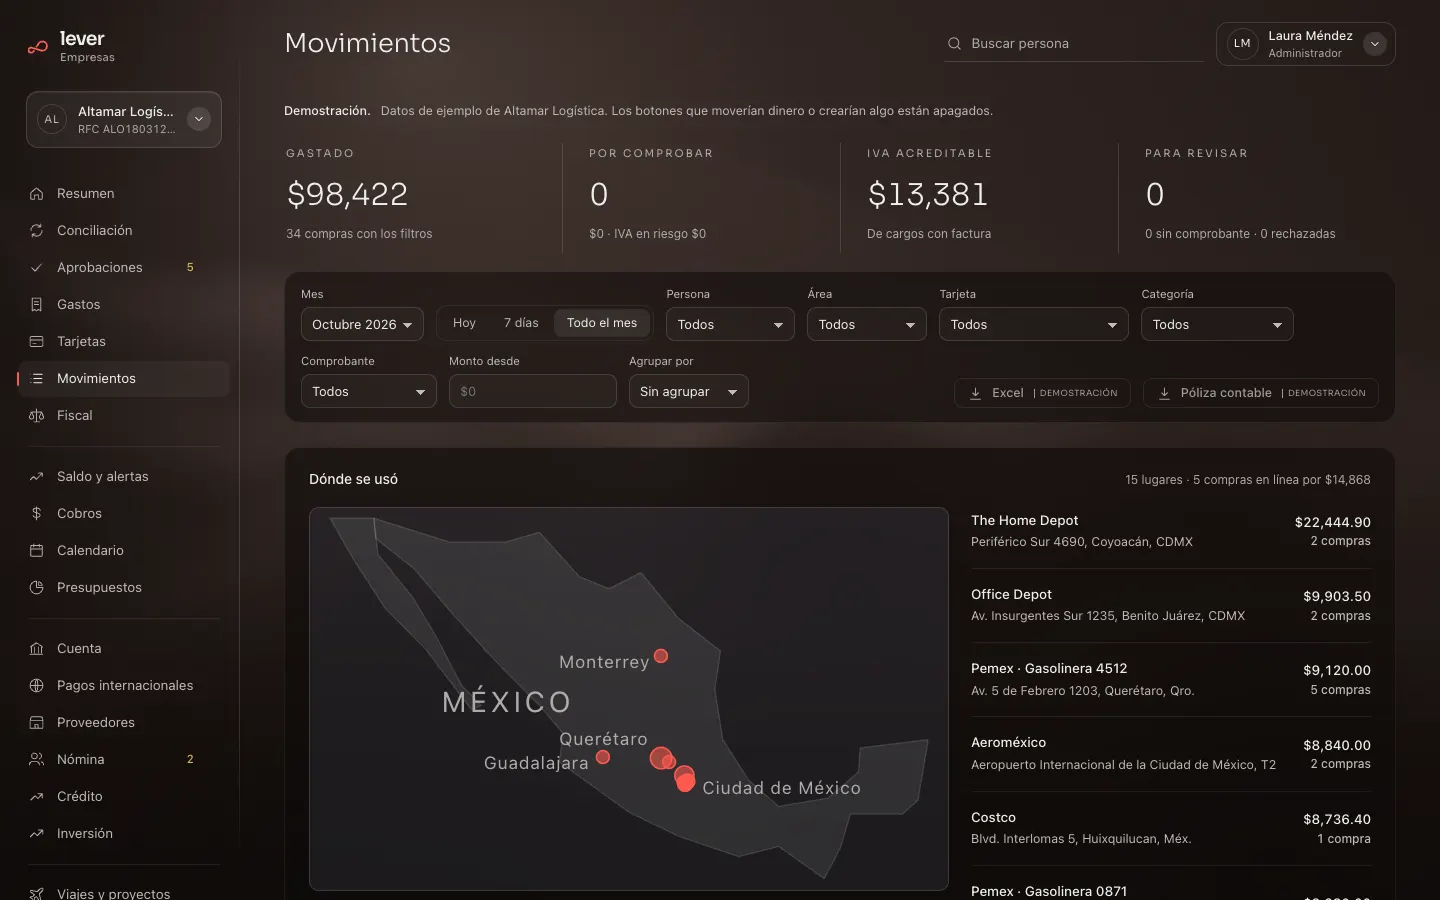 lever
Empresas
AL
Altamar Logís...
RFC ALO180312...
Resumen
Conciliación
Aprobaciones 5
Gastos
Tarjetas
Movimientos
Fiscal
Saldo y alertas
Cobros
Calendario
Presupuestos
Cuenta
Pagos internacionales
Proveedores
Nómina 2
Crédito
Inversión
Viajes y proyectos
Movimientos
Buscar persona
LM
Laura Méndez
Administrador
Demostración. Datos de ejemplo de Altamar Logística. Los botones que moverían dinero o crearían algo están apagados.
GASTADO
$98,422
34 compras con los filtros
POR COMPROBAR
0
$0 · IVA en riesgo $0
IVA ACREDITABLE
$13,381
De cargos con factura
PARA REVISAR
0
0 sin comprobante · 0 rechazadas
Mes
Octubre 2026
Hoy 7 días Todo el mes
Persona
Todos
Área
Todos
Tarjeta
Todos
Categoría
Todos
Comprobante
Todos
Monto desde
$0
Agrupar por
Sin agrupar
Excel | DEMOSTRACIÓN
Póliza contable | DEMOSTRACIÓN
Dónde se usó
15 lugares · 5 compras en línea por $14,868
Monterrey
MÉXICO
Querétaro
Guadalajara
Ciudad de México
The Home Depot $22,444.90
Periférico Sur 4690, Coyoacán, CDMX 2 compras
Office Depot $9,903.50
Av. Insurgentes Sur 1235, Benito Juárez, CDMX 2 compras
Pemex · Gasolinera 4512 $9,120.00
Av. 5 de Febrero 1203, Querétaro, Qro. 5 compras
Aeroméxico $8,840.00
Aeropuerto Internacional de la Ciudad de México, T2 2 compras
Costco $8,736.40
Blvd. Interlomas 5, Huixquilucan, Méx. 1 compra
Pemex · Gasolinera 0871